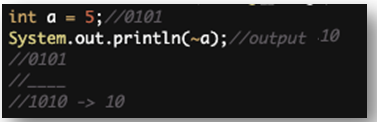 int a = 5;//0101
System.out.println(~a);//output 10
//0101
//____
//1010 -> 10